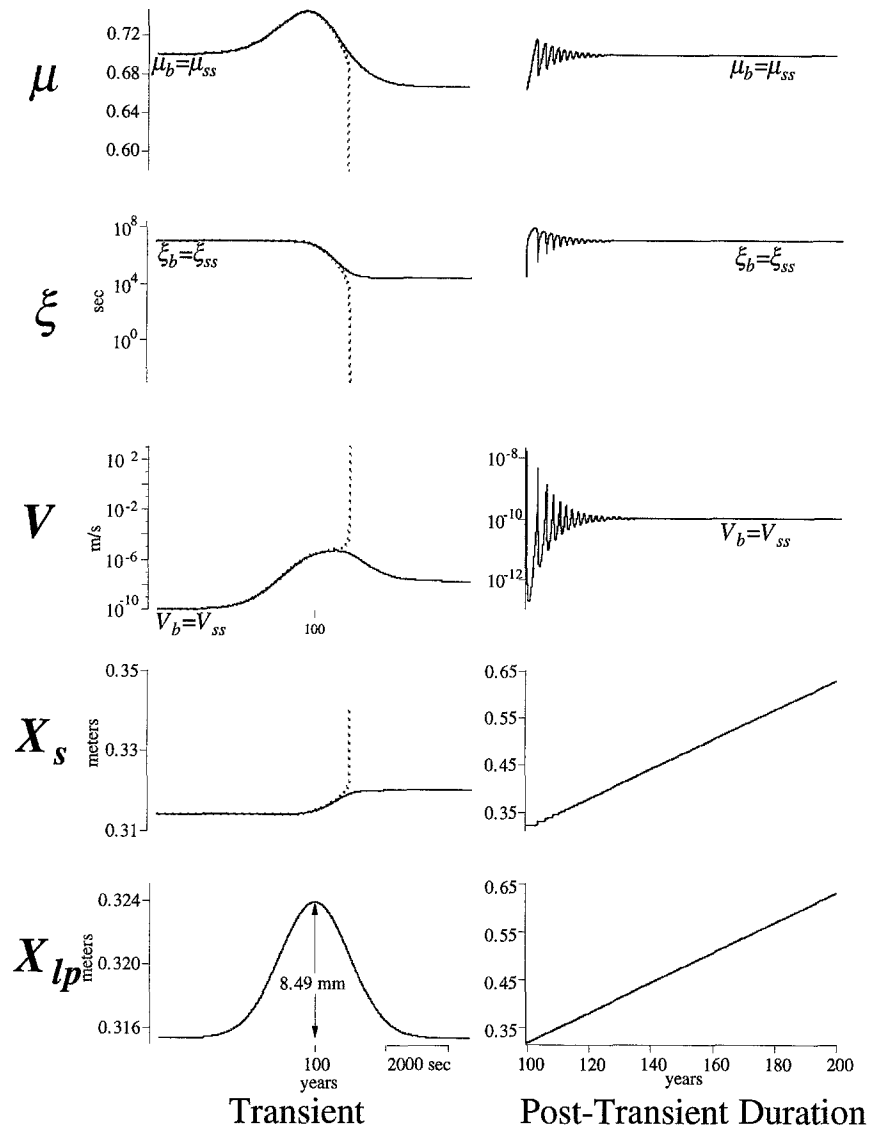 μ
0.72
0.68
0.64
0.60
μb=μss
μb=μss
ξ
sec
10^8
10^4
10^0
ξb=ξss
ξb=ξss
V
m/s
10^2
10^-2
10^-6
10^-10
Vb=Vss
100
10^-8
10^-10
10^-12
Vb=Vss
Xs
meters
0.35
0.33
0.31
0.65
0.55
0.45
0.35
Xlp
meters
0.324
0.320
0.316
8.49 mm
100
years
2000 sec
0.65
0.55
0.45
0.35
100 120 140 160 180 200
years
Transient
Post-Transient Duration